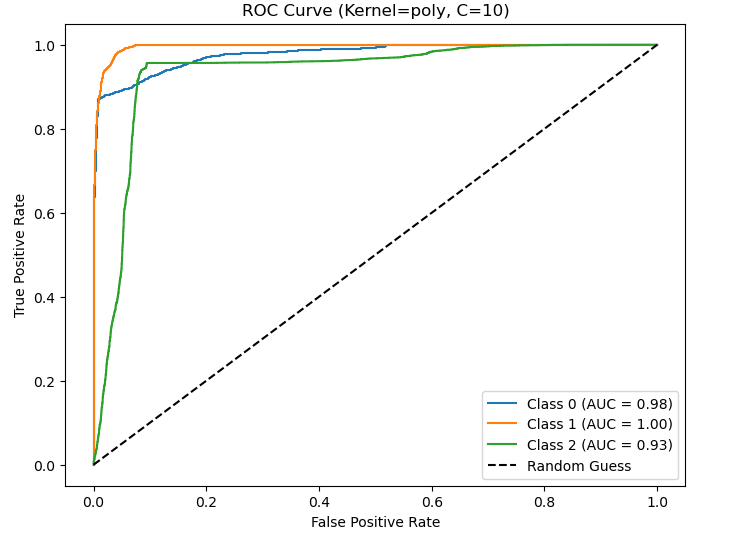 ROC Curve (Kernel=poly, C=10)
True Positive Rate
1.0
0.8
0.6
0.4
0.2
0.0
Class 0 (AUC = 0.98)
Class 1 (AUC = 1.00)
Class 2 (AUC = 0.93)
Random Guess
0.0 0.2 0.4 0.6 0.8 1.0
False Positive Rate